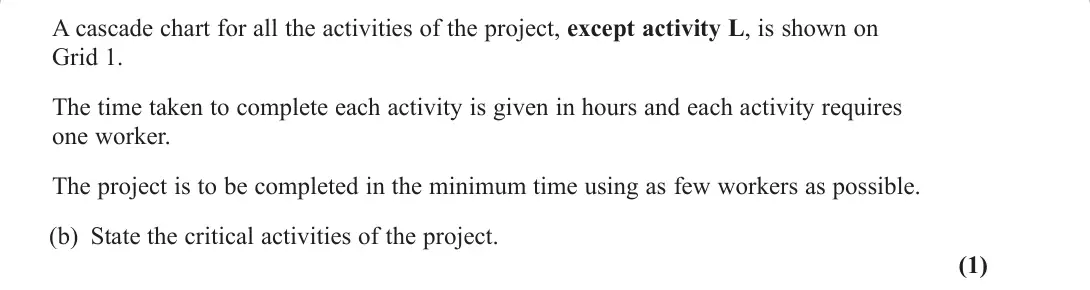 A cascade chart for all the activities of the project, except activity L, is shown on
Grid 1.
The time taken to complete each activity is given in hours and each activity requires
one worker.
The project is to be completed in the minimum time using as few workers as possible.
(b) State the critical activities of the project.
(1)